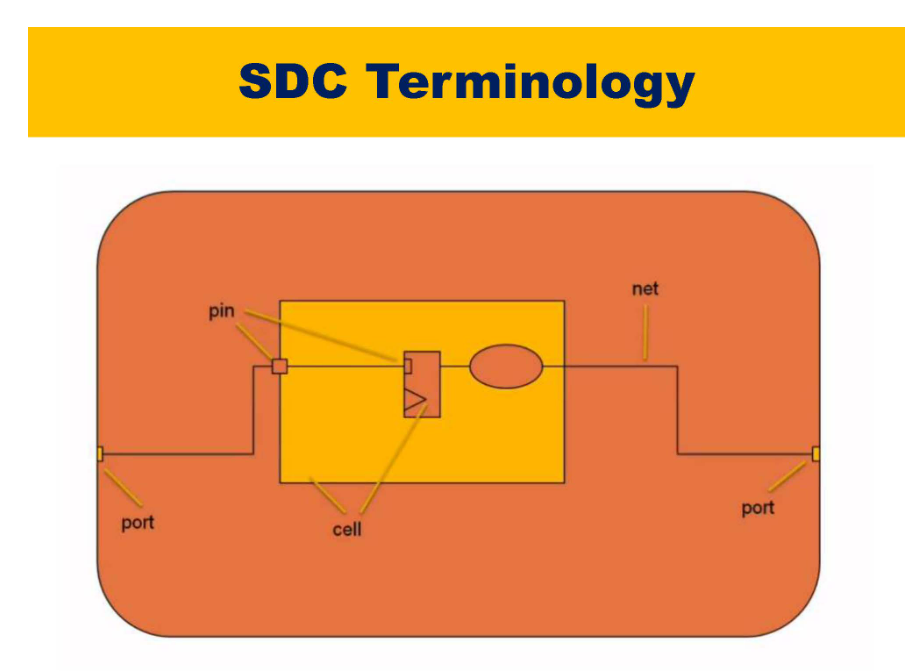 SDC Terminology
net
pin
port
port
cell